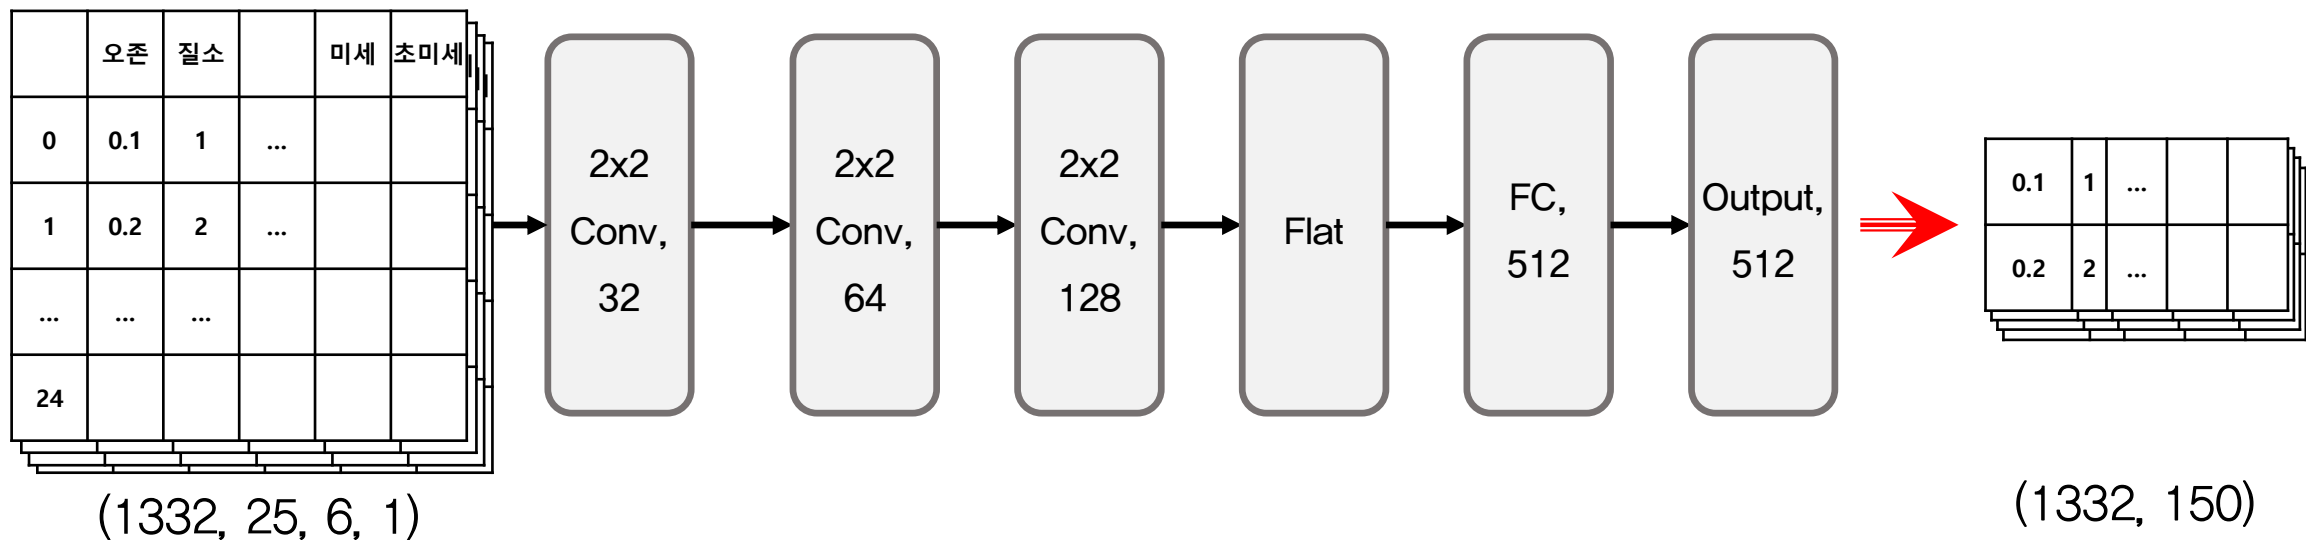 오존 질소 미세 초미세
0 0.1 1 ...
1 0.2 2 ...
... ... ...
24
(1332, 25, 6, 1)
2x2
Conv,
32
2x2
Conv,
64
2x2
Conv,
128
Flat
FC,
512
Output,
512
0.1 1 ...
0.2 2 ...
(1332, 150)